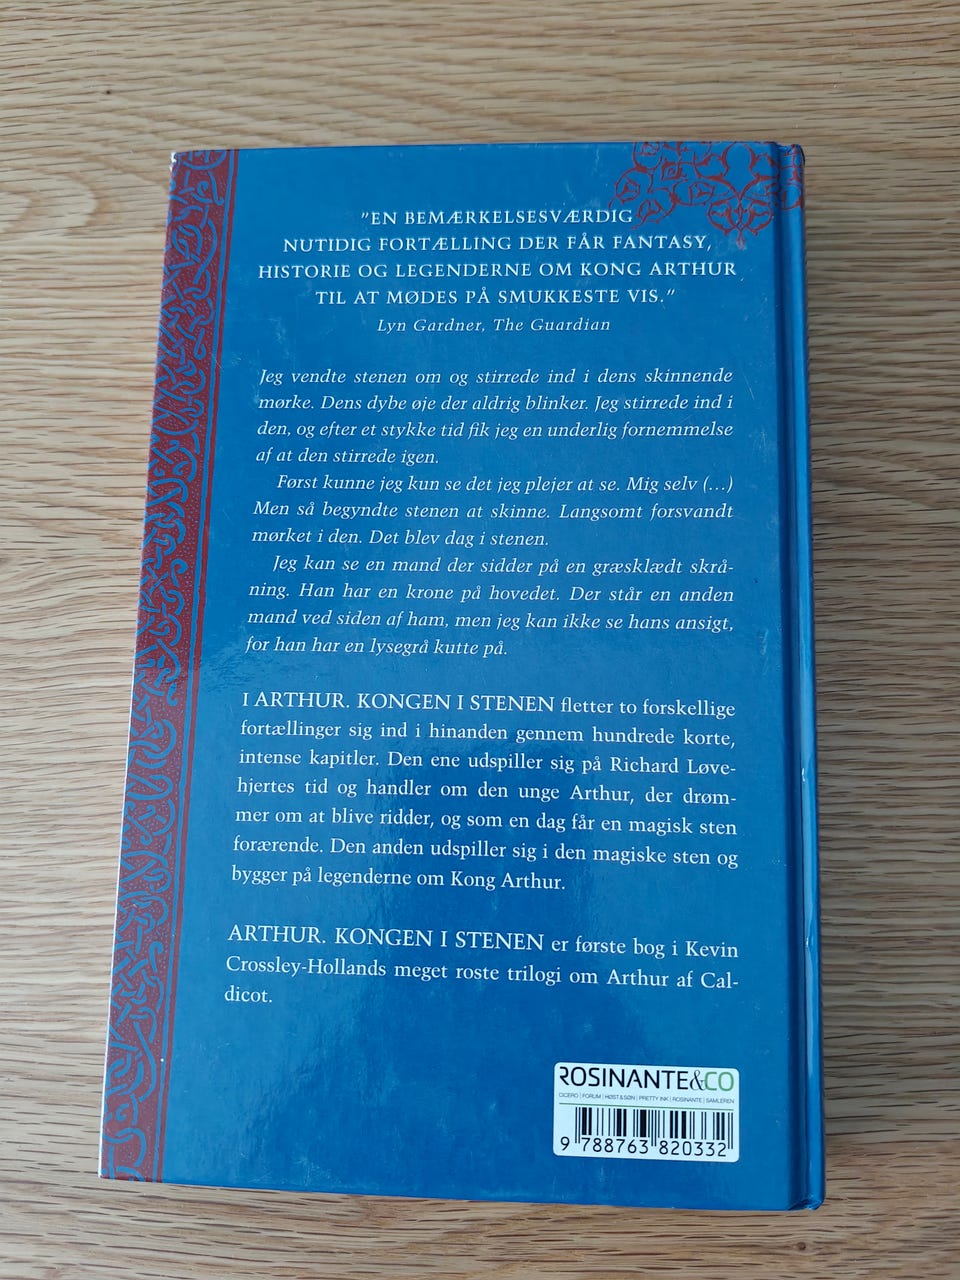 ”EN BEMÆRKELSESVÆRDIG
NUTIDIG FORTÆLLING DER FÅR FANTASY,
HISTORIE OG LEGENDERNE OM KONG ARTHUR
TIL AT MØDES PÅ SMUKKESTE VIS.”
Lyn Gardner, The Guardian
Jeg vendte stenen om og stirrede ind i dens skinnende
mørke. Dens dybe øje der aldrig blinker. Jeg stirrede ind i
den, og efter et stykke tid fik jeg en underlig fornemmelse
af at den stirrede igen.
Først kunne jeg kun se det jeg plejer at se. Mig selv (...)
Men så begyndte stenen at skinne. Langsomt forsvandt
mørket i den. Det blev dag i stenen.
Jeg kan se en mand der sidder på en græsklædt skrå-
ning. Han har en krone på hovedet. Der står en anden
mand ved siden af ham, men jeg kan ikke se hans ansigt,
for han har en lysegrå kutte på.
I ARTHUR. KONGEN I STENEN fletter to forskellige
fortællinger sig ind i hinanden gennem hundrede korte,
intense kapitler. Den ene udspiller sig på Richard Løve-
hjertes tid og handler om den unge Arthur, der drøm-
mer om at blive ridder, og som en dag får en magisk sten
forærende. Den anden udspiller sig i den magiske sten og
bygger på legenderne om Kong Arthur.
ARTHUR. KONGEN I STENEN er første bog i Kevin
Crossley-Hollands meget roste trilogi om Arthur af Cal-
dicot.
ROSINANTE&CO
CICERO | FORUM | HØST & SØN | PRETTY INK | ROSINANTE | SAMLEREN
9 788763 820332